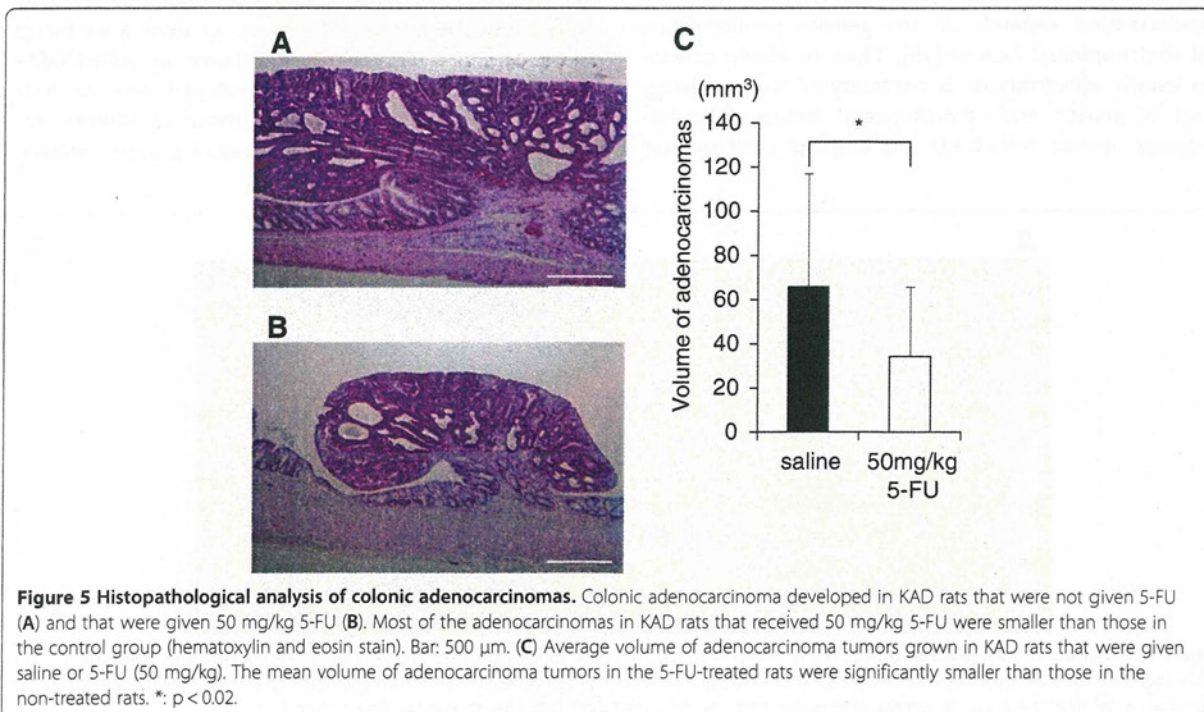 A
B
C
(mm³)
Volume of adenocarcinomas
140
120
100
80
60
40
20
0
*
saline
50mg/kg
5-FU
Figure 5 Histopathological analysis of colonic adenocarcinomas. Colonic adenocarcinoma developed in KAD rats that were not given 5-FU
(A) and that were given 50 mg/kg 5-FU (B). Most of the adenocarcinomas in KAD rats that received 50 mg/kg 5-FU were smaller than those in
the control group (hematoxylin and eosin stain). Bar: 500 μm. (C) Average volume of adenocarcinoma tumors grown in KAD rats that were given
saline or 5-FU (50 mg/kg). The mean volume of adenocarcinoma tumors in the 5-FU-treated rats were significantly smaller than those in the
non-treated rats. *: p < 0.02.